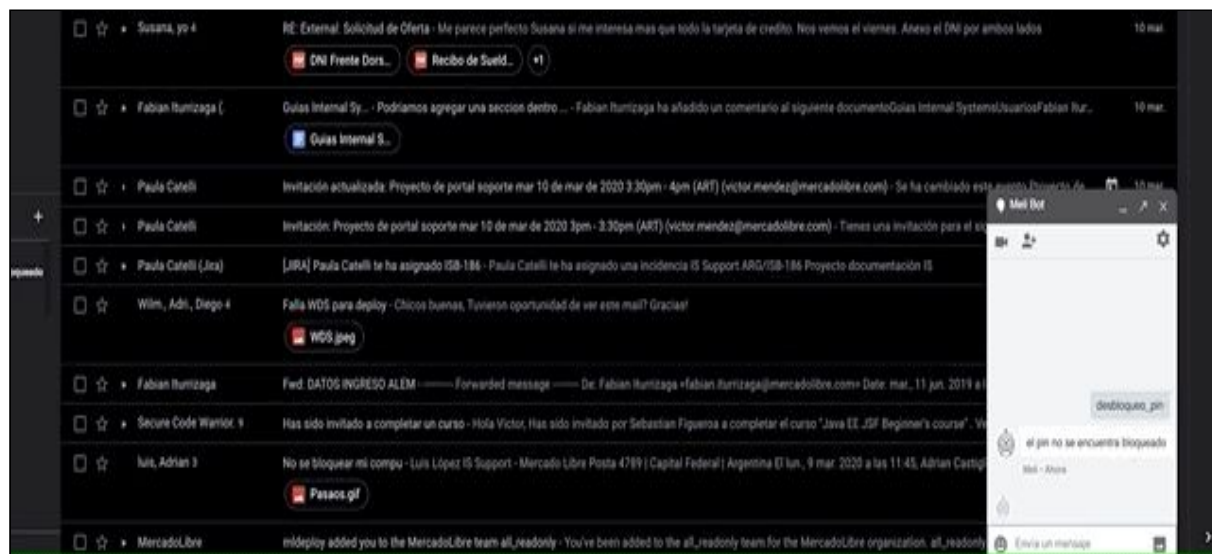 Susana, yo 4 RE: External: Solicitud de Oferta - Me parece perfecto Susana si me interesa mas que todo la tarjeta de credito. Nos vemos el viernes. Anexo el DNI por ambos lados 10 mar.
DNI Frente Dors... Recibo de Sueld... +1
Fabian Iturrizaga (. Guias Internal Sy... - Podriamos agregar una seccion dentro ... - Fabian Iturrizaga ha añadido un comentario al siguiente documentoGuias Internal SystemsUsuariosFabian Itur... 10 mar.
Guias Internal S...
Paula Catelli Invitación actualizada: Proyecto de portal soporte mar 10 de mar de 2020 3:30pm - 4pm (ART) (victor.mendez@mercadolibre.com) - Se ha cambiado este evento Proyecto de 10 mar.
Paula Catelli Invitación: Proyecto de portal soporte mar 10 de mar de 2020 3pm - 3:30pm (ART) (victor.mendez@mercadolibre.com) - Tienes una invitación para el
Paula Catelli (Jira) [JIRA] Paula Catelli te ha asignado ISB-186 - Paula Catelli te ha asignado una incidencia IS Support ARG/ISB-186 Proyecto documentación IS
Wilm., Adri., Diego 4 Falla WDS para deploy - Chicos buenas, Tuvieron oportunidad de ver este mail? Gracias!
WDS.jpeg
Fabian Iturrizaga Fwd: DATOS INGRESO ALEM - Forwarded message De: Fabian Iturrizaga <fabian.iturrizaga@mercadolibre.com> Date: mar., 11 jun. 2019 a
Secure Code Warrior. 9 Has sido invitado a completar un curso - Hola Victor, Has sido invitado por Sebastian Figueroa a completar el curso "Java EE JSF Beginner's course".
luis, Adrian 3 No se bloquear mi compu - Luis López IS Support - Mercado Libre Posta 4789 | Capital Federal | Argentina El lun., 9 mar. 2020 a las 11:45, Adrian
Pasaos.gif
MercadoLibre mldeploy added you to the MercadoLibre team all_readonly - You've been added to the all_readonly team for the MercadoLibre organization. all_readonly
Meli Bot
desbloqueo_pin
el pin no se encuentra bloqueado
Meli - Ahora
Envía un mensaje